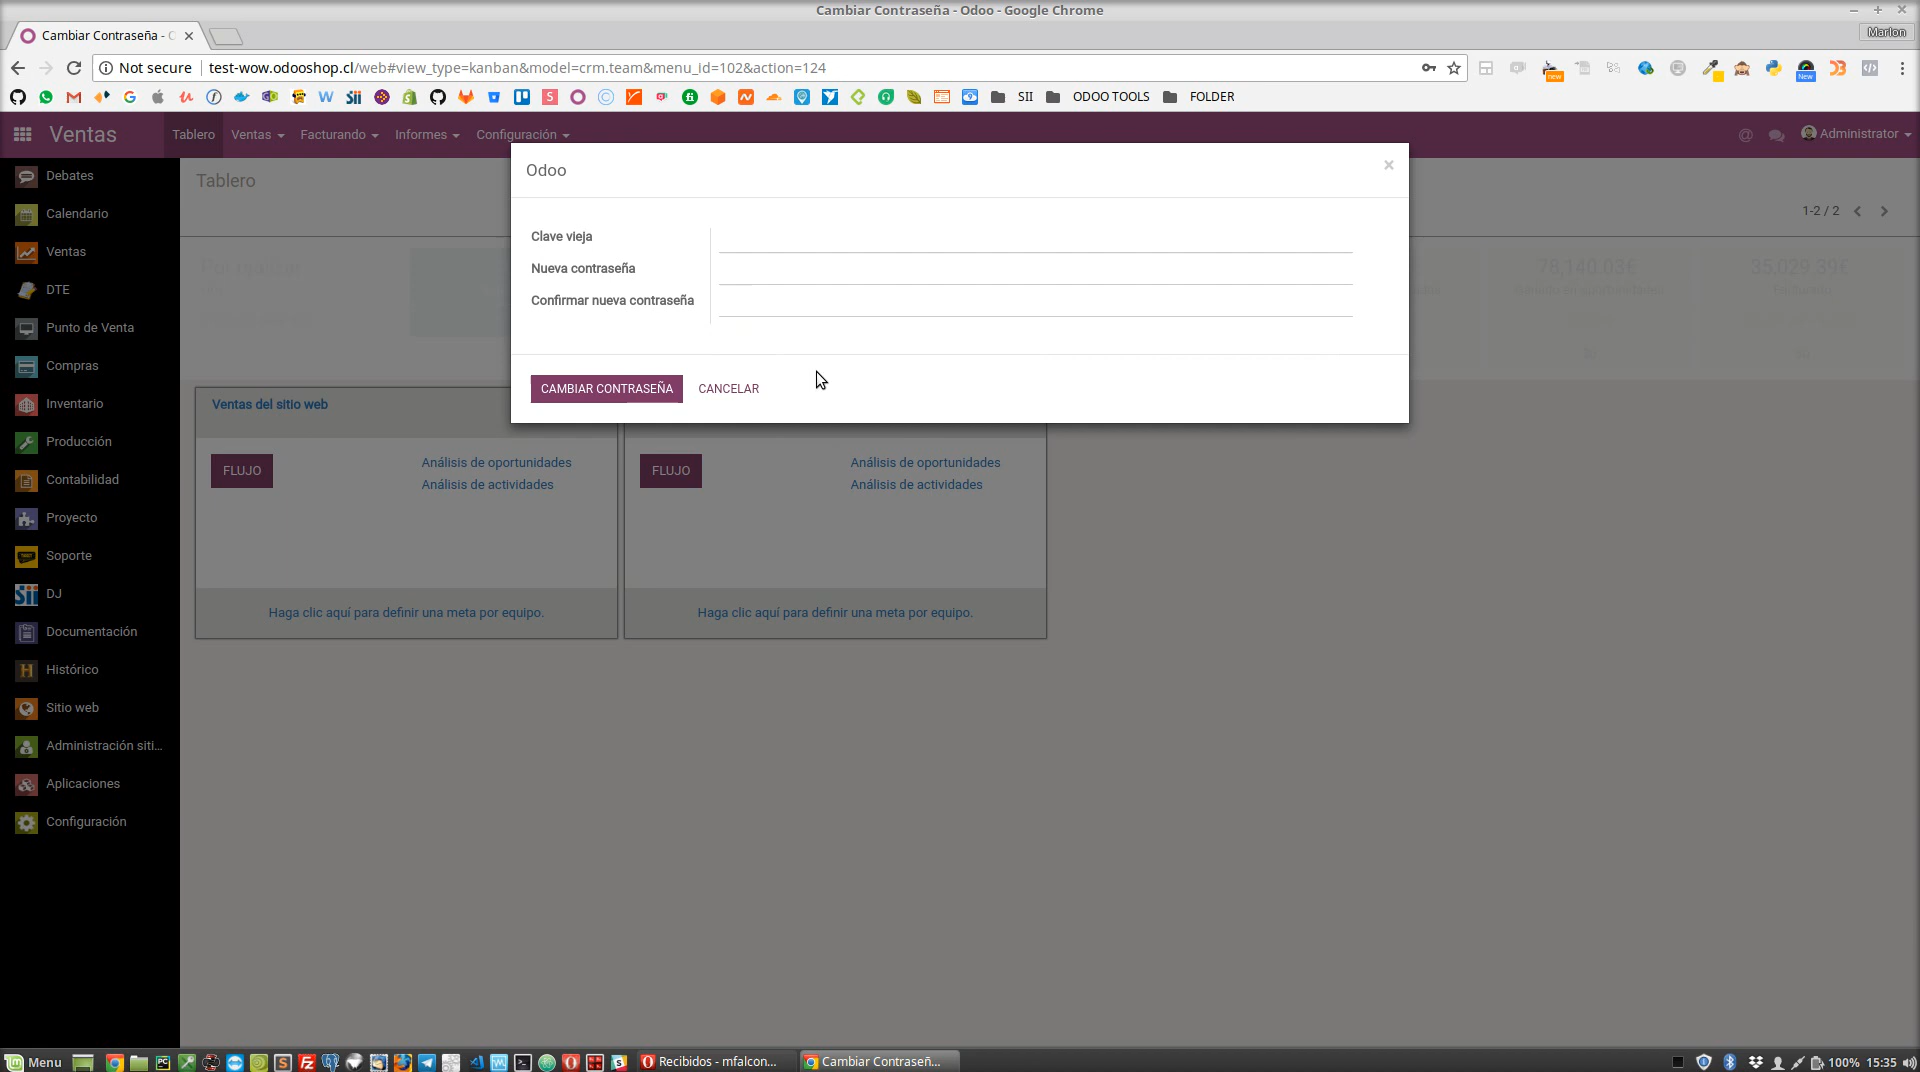 Cambiar Contraseña - Odoo - Google Chrome
Cambiar Contraseña - O
Marlon
Not secure
test-wow.odooshop.cl/web#view_type=kanban&model=crm.team&menu_id=102&action=124
SII
ODOO TOOLS
FOLDER
Ventas
Tablero
Ventas
Facturando
Informes
Configuración
Administrator
Debates
Calendario
Ventas
DTE
Punto de Venta
Compras
Inventario
Producción
Contabilidad
Proyecto
Soporte
DJ
Documentación
Histórico
Sitio web
Administración siti...
Aplicaciones
Configuración
Tablero
1-2 / 2
78,140.03€
35.029.39€
Odoo
×
Clave vieja
Nueva contraseña
Confirmar nueva contraseña
CAMBIAR CONTRASEÑA
CANCELAR
Ventas del sitio web
FLUJO
Análisis de oportunidades
Análisis de actividades
Haga clic aquí para definir una meta por equipo.
FLUJO
Análisis de oportunidades
Análisis de actividades
Haga clic aquí para definir una meta por equipo.
Menu
Recibidos - mfalcon...
Cambiar Contraseñ...
100%
15:35